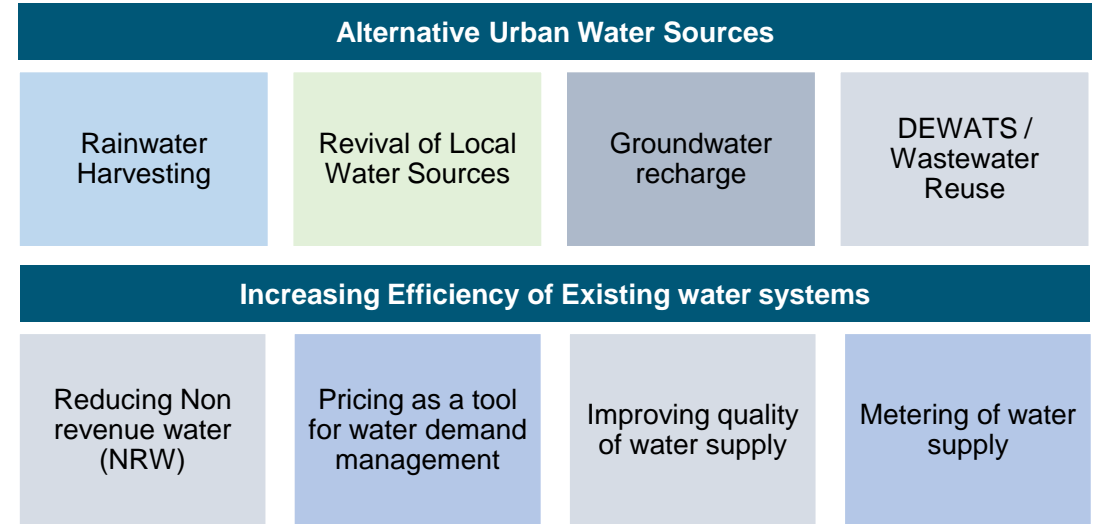 Alternative Urban Water Sources
Rainwater
Harvesting
Revival of Local
Water Sources
Groundwater
recharge
DEWATS /
Wastewater
Reuse
Increasing Efficiency of Existing water systems
Reducing Non
revenue water
(NRW)
Pricing as a tool
for water demand
management
Improving quality
of water supply
Metering of water
supply